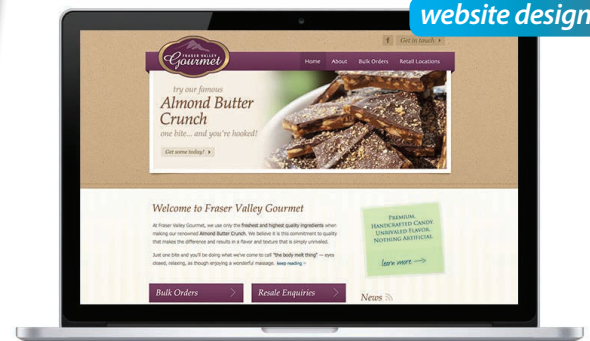 website design
f Get in touch
FRASER VALLEY
Gourmet
Home About Bulk Orders Retail Locations
try our famous
Almond Butter
Crunch
one bite... and you're hooked!
Get some today!
Welcome to Fraser Valley Gourmet
At Fraser Valley Gourmet, we use only the freshest and highest quality ingredients when
making our renowned Almond Butter Crunch. We believe it is this commitment to quality
that makes the difference and results in a flavor and texture that is simply unrivaled.
Just one bite and you'll be doing what we've come to call "the body melt thing" — eyes
closed, relaxing, as though enjoying a wonderful massage. keep reading ~
PREMIUM,
HANDCRAFTED CANDY.
UNRIVALED FLAVOR.
NOTHING ARTIFICIAL.
learn more
Bulk Orders
Resale Enquiries
News